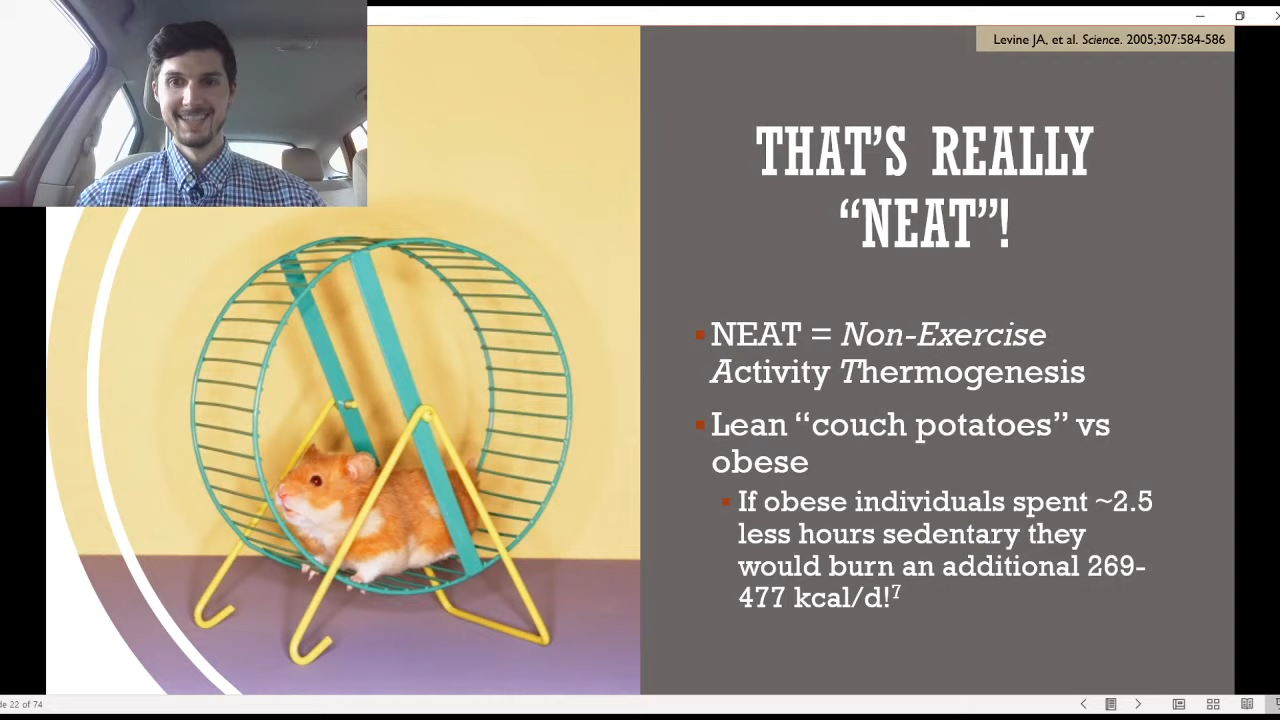 Levine JA, et al. Science. 2005;307:584-586
THAT'S REALLY
“NEAT”!
NEAT = Non-Exercise
Activity Thermogenesis
Lean “couch potatoes” vs
obese
If obese individuals spent ~2.5
less hours sedentary they
would burn an additional 269-
477 kcal/d!⁷
de 22 of 74